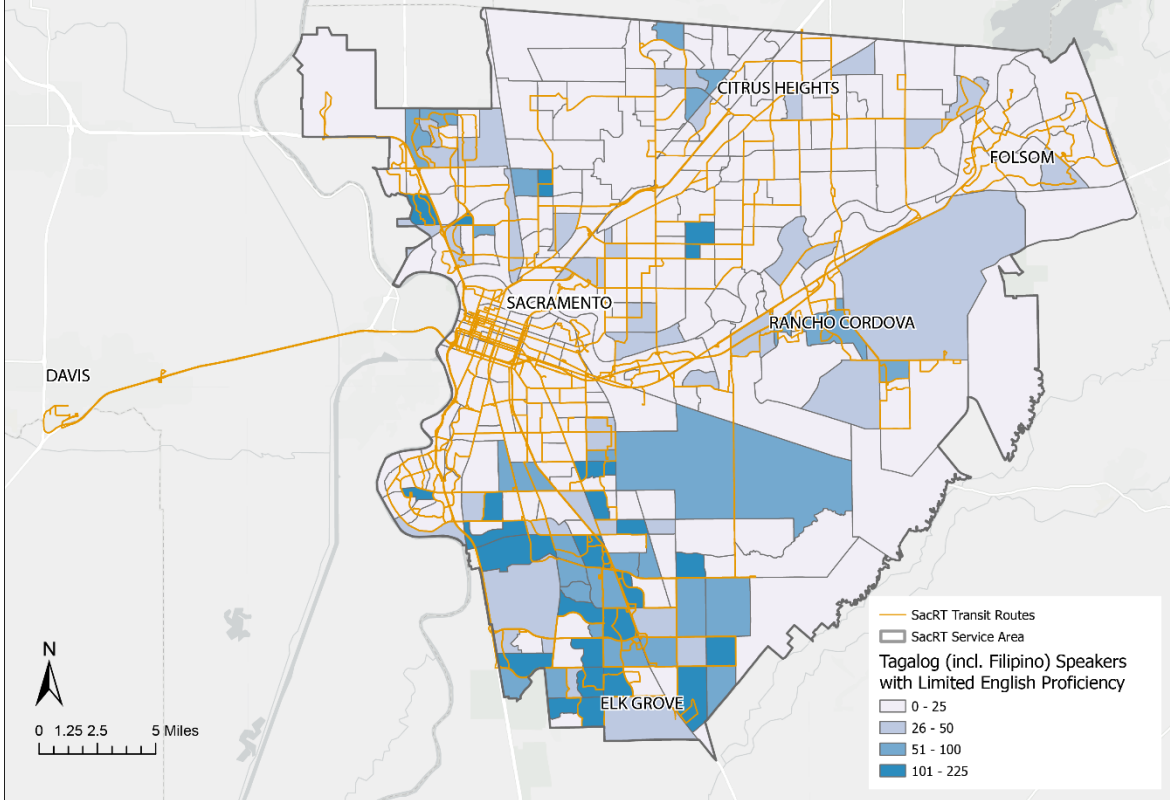 CITRUS HEIGHTS
FOLSOM
SACRAMENTO
RANCHO CORDOVA
DAVIS
ELK GROVE
N
0 1.25 2.5 5 Miles
SacRT Transit Routes
SacRT Service Area
Tagalog (incl. Filipino) Speakers
with Limited English Proficiency
0 - 25
26 - 50
51 - 100
101 - 225